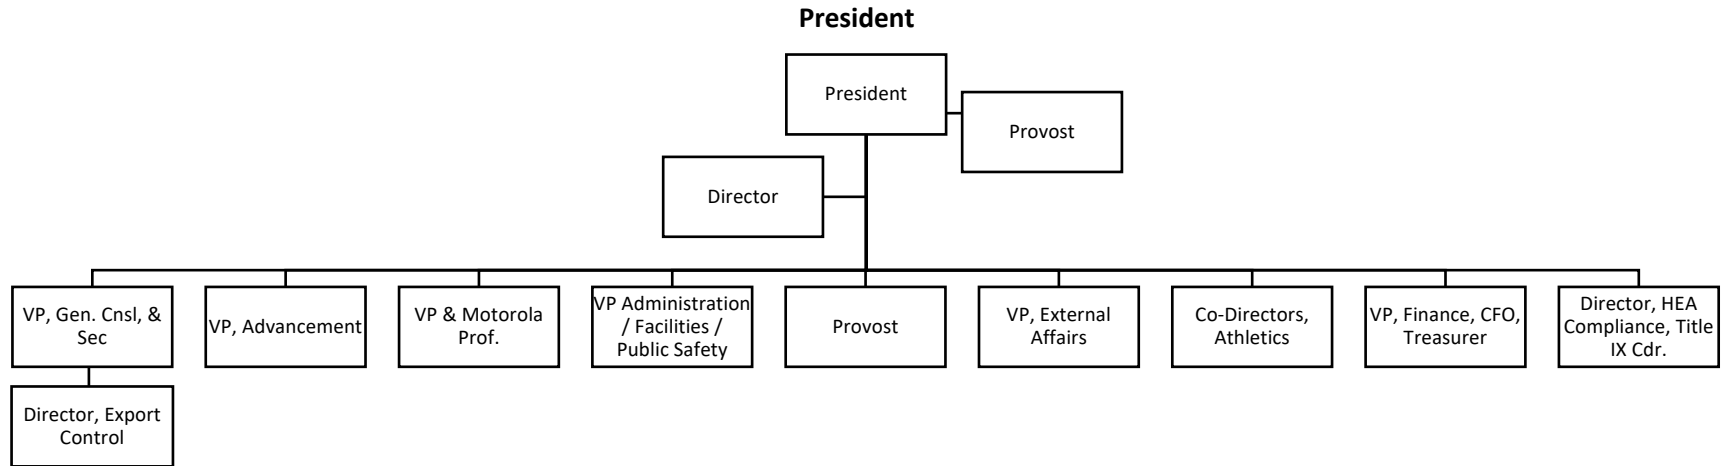 President
President
Provost
Director
VP, Gen. Cnsl, &
Sec
VP, Advancement
VP & Motorola
Prof.
VP Administration
/ Facilities /
Public Safety
Provost
VP, External
Affairs
Co-Directors,
Athletics
VP, Finance, CFO,
Treasurer
Director, HEA
Compliance, Title
IX Cdr.
Director, Export
Control